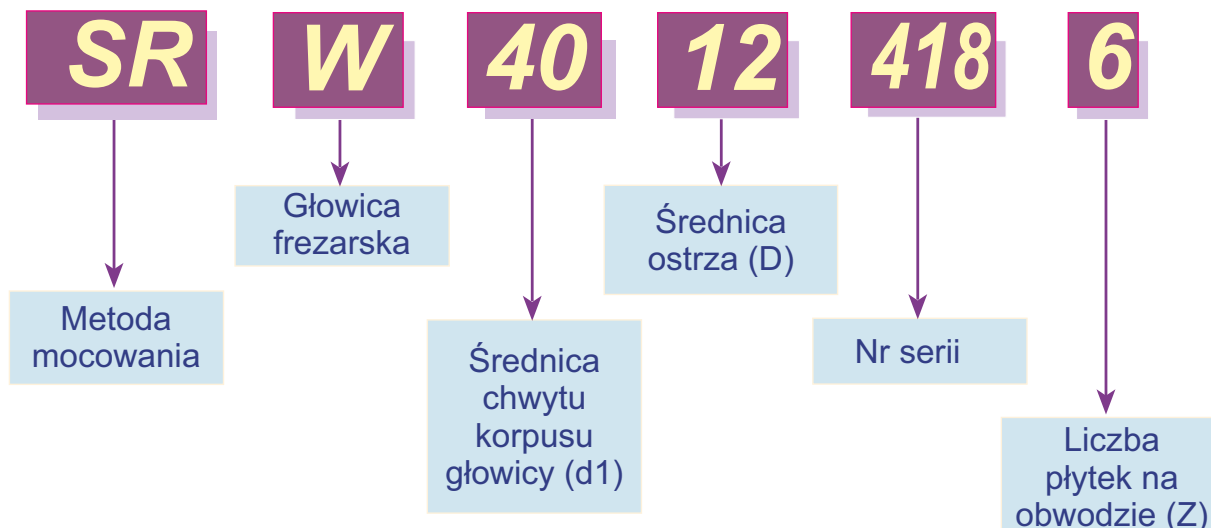 SR W 40 12 418 6
Głowica
frezarska
Średnica
ostrza (D)
Metoda
mocowania
Średnica
chwytu
korpusu
głowicy (d1)
Nr serii
Liczba
płytek na
obwodzie (Z)